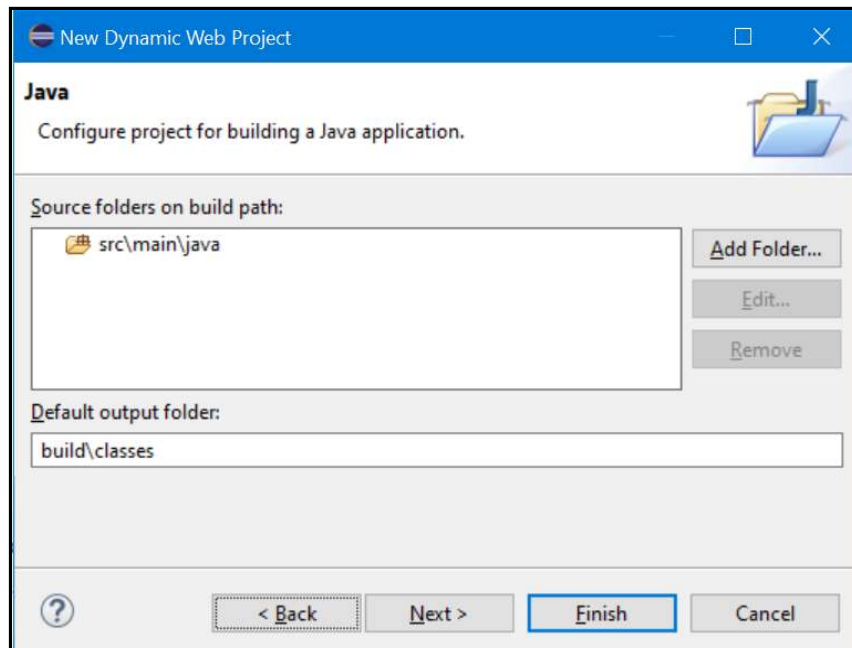 New Dynamic Web Project
Java
Configure project for building a Java application.
Source folders on build path:
src\main\java
Add Folder...
Edit...
Remove
Default output folder:
build\classes
?
< Back
Next >
Finish
Cancel